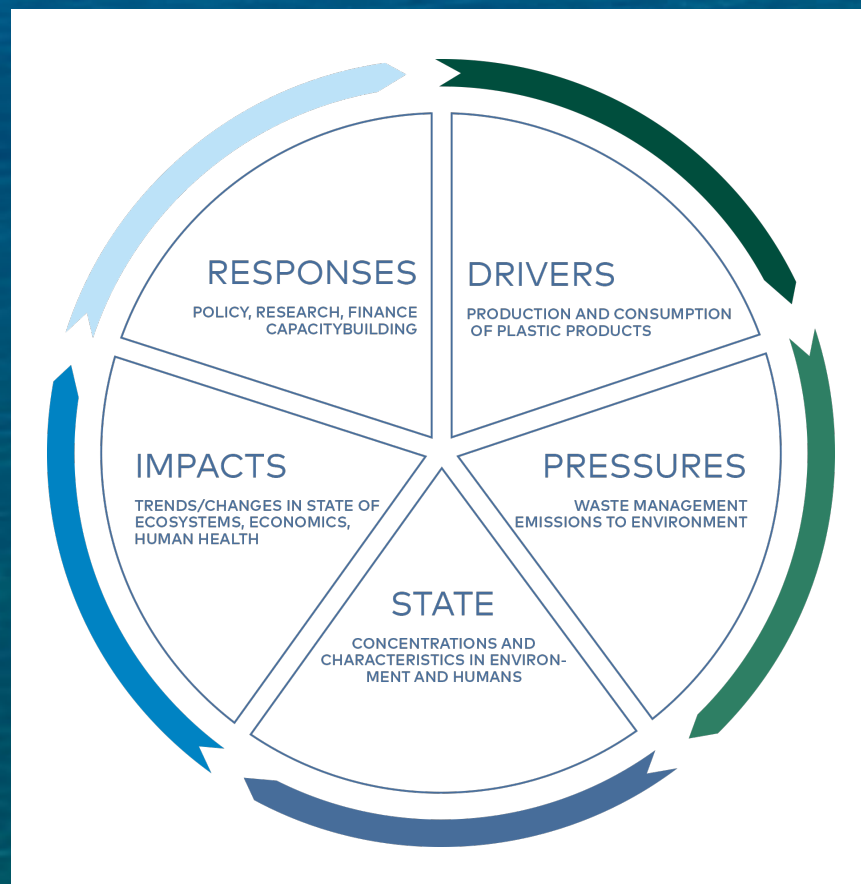 RESPONSES
POLICY, RESEARCH, FINANCE
CAPACITYBUILDING
DRIVERS
PRODUCTION AND CONSUMPTION
OF PLASTIC PRODUCTS
IMPACTS
TRENDS/CHANGES IN STATE OF
ECOSYSTEMS, ECONOMICS,
HUMAN HEALTH
PRESSURES
WASTE MANAGEMENT
EMISSIONS TO ENVIRONMENT
STATE
CONCENTRATIONS AND
CHARACTERISTICS IN ENVIRON-
MENT AND HUMANS